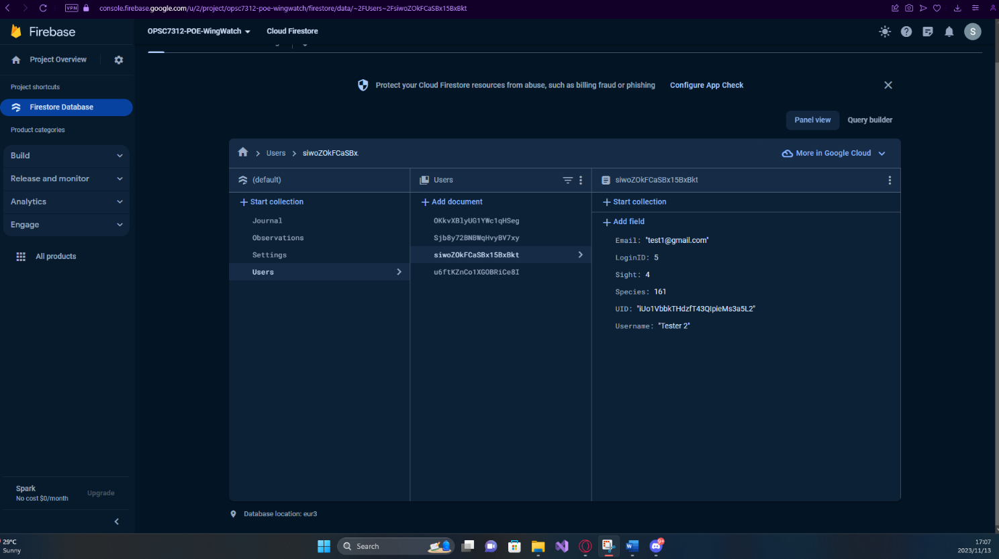 VPN
console.firebase.google.com/u/2/project/opsc7312-poe-wingwatch/firestore/data/~2FUsers~2FsiwoZOkFCaSBx15BxBkt
Firebase
OPSC7312-POE-WingWatch
Cloud Firestore
S
Project Overview
Project shortcuts
Firestore Database
Product categories
Build
Release and monitor
Analytics
Engage
All products
Protect your Cloud Firestore resources from abuse, such as billing fraud or phishing
Configure App Check
Panel view
Query builder
Users
siwoZOkFCaSBx.
More in Google Cloud
(default)
Start collection
Journal
Observations
Settings
Users
Users
Add document
OKkvXBlyUG1YWc1qHSeg
Sjb8y72BNBWqHvyBV7xy
siwoZOkFCaSBx15BxBkt
u6ftKZnCo1XGOBRiCe8I
siwoZOkFCaSBx15BxBkt
Start collection
Add field
Email: "test1@gmail.com"
LoginID: 5
Sight: 4
Species: 161
UID: "iUo1VbbkTHdzfT43QIpieMs3a5L2"
Username: "Tester 2"
Spark
No cost $0/month
Upgrade
Database location: eur3
29°C
Sunny
Search
9+
17:07
2023/11/13